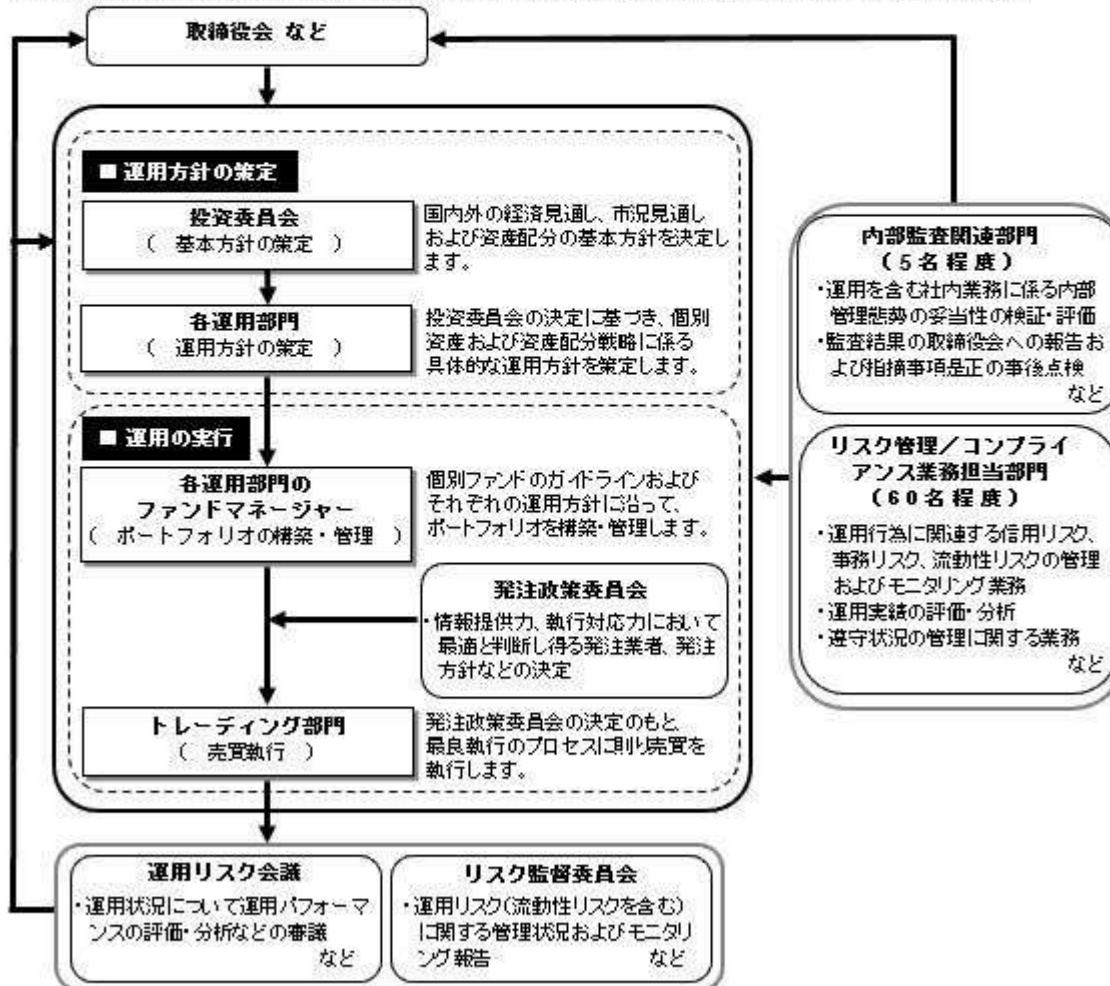 取締役会 など
■ 運用方針の策定
投資委員会
( 基本方針の策定 )
国内外の経済見通し、市況見通し
および資産配分の基本方針を決定し
ます。
各運用部門
( 運用方針の策定 )
投資委員会の決定に基づき、個別
資産および資産配分戦略に係る
具体的な運用方針を策定します。
■ 運用の実行
各運用部門の
ファンドマネージャー
( ポートフォリオの構築・管理 )
個別ファンドのガイドラインおよび
それぞれの運用方針に沿って、
ポートフォリオを構築・管理します。
発注政策委員会
・情報提供力、執行対応力において
最適と判断し得る発注業者、発注
方針などの決定
トレーディング部門
( 売買執行 )
発注政策委員会の決定のもと、
最良執行のプロセスに則り売買を
執行します。
内部監査関連部門
(5名程度)
・運用を含む社内業務に係る内部
管理態勢の妥当性の検証・評価
・監査結果の取締役会への報告お
よび指摘事項是正の事後点検
など
リスク管理/コンプライ
アンス業務担当部門
(60名程度)
・運用行為に関連する信用リスク、
事務リスク、流動性リスクの管理
およびモニタリング業務
・運用実績の評価・分析
・遵守状況の管理に関する業務
など
運用リスク会議
・運用状況について運用パフォーマ
ンスの評価・分析などの審議
など
リスク監督委員会
・運用リスク(流動性リスクを含む)
に関する管理状況およびモニタリ
ング報告 など